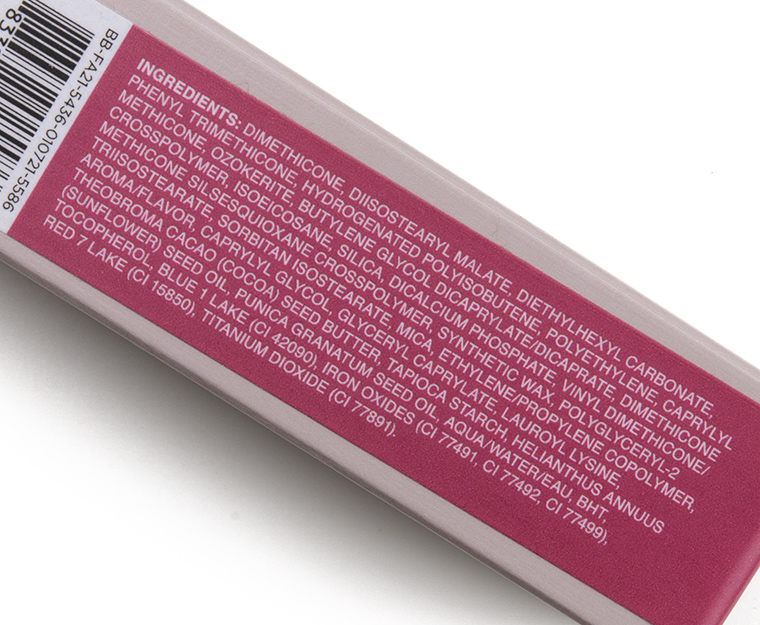 BB-FA21-5436-010721-5586
INGREDIENTS: DIMETHICONE, DIISOSTEARYL MALATE, DIETHYLHEXYL CARBONATE,
PHENYL TRIMETHICONE, HYDROGENATED POLYISOBUTENE, POLYETHYLENE, CAPRYLYL
METHICONE, OZOKERITE, BUTYLENE GLYCOL DICAPRYLATE/DICAPRATE, DIMETHICONE
CROSSPOLYMER, ISOEICOSANE, SILICA, DICALCIUM PHOSPHATE, VINYL DIMETHICONE/
METHICONE SILSESQUIOXANE CROSSPOLYMER, SYNTHETIC WAX, POLYGLYCERYL-2
TRIISOSTEARATE, SORBITAN ISOSTEARATE, MICA, ETHYLENE/PROPYLENE COPOLYMER,
AROMA/FLAVOR, CAPRYLYL GLYCOL, GLYCERYL CAPRYLATE, LAUROYL LYSINE
THEOBROMA CACAO (COCOA) SEED BUTTER, TAPIOCA STARCH, HELIANTHUS ANNUUS
(SUNFLOWER) SEED OIL, PUNICA GRANATUM SEED OIL, AQUA/WATER/EAU, BHT,
TOCOPHEROL, BLUE 1 LAKE (CI 42090), IRON OXIDES (CI 77491, CI 77492, CI 77499),
RED 7 LAKE (CI 15850), TITANIUM DIOXIDE (CI 77891).